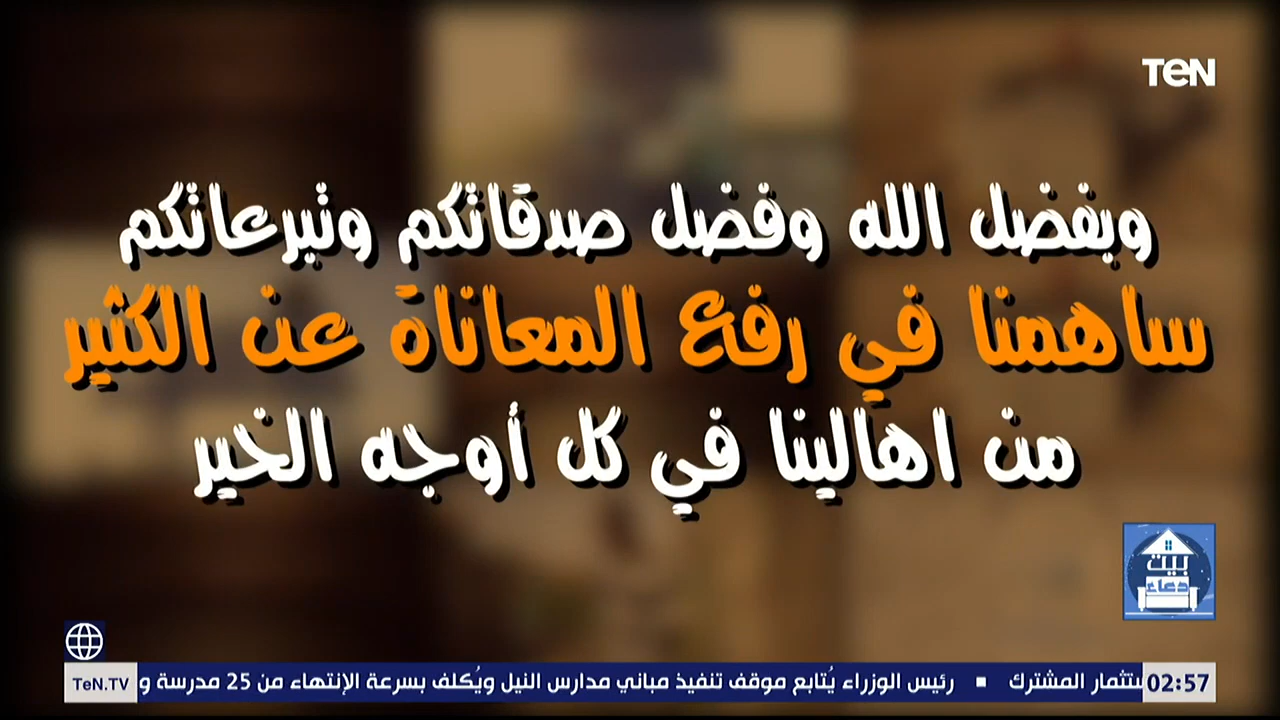 TeN
وبفضل الله وفضل صدقاتكم وتبرعاتكم
ساهمنا في رفع المعاناة عن الكثير
من اهالينا في كل أوجه الخير
بيت
دعاء
02:57 ستثمار المشترك ▪ رئيس الوزراء يُتابع موقف تنفيذ مباني مدارس النيل ويُكلف بسرعة الإنتهاء من 25 مدرسة و TeN.TV